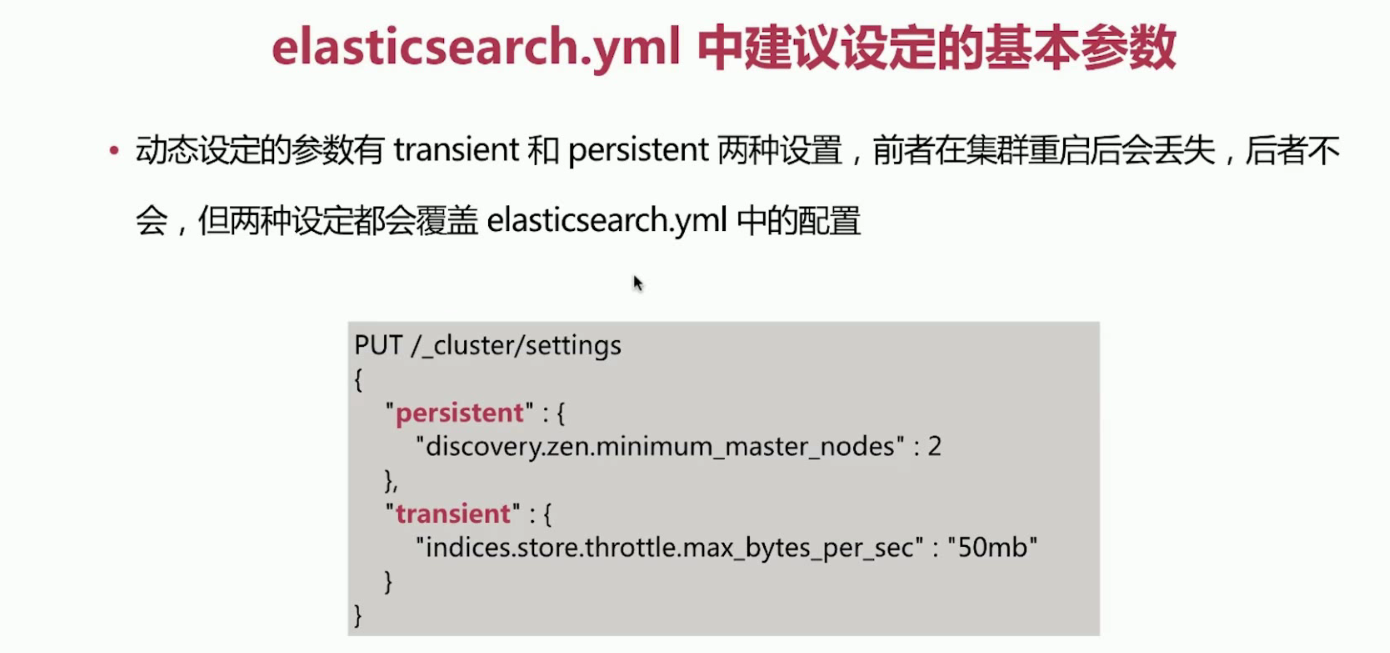 elasticsearch.yml 中建议设定的基本参数
• 动态设定的参数有 transient 和 persistent 两种设置，前者在集群重启后会丢失，后者不
会，但两种设定都会覆盖 elasticsearch.yml 中的配置
PUT /_cluster/settings
{
"persistent" : {
"discovery.zen.minimum_master_nodes" : 2
},
"transient" : {
"indices.store.throttle.max_bytes_per_sec" : "50mb"
}
}